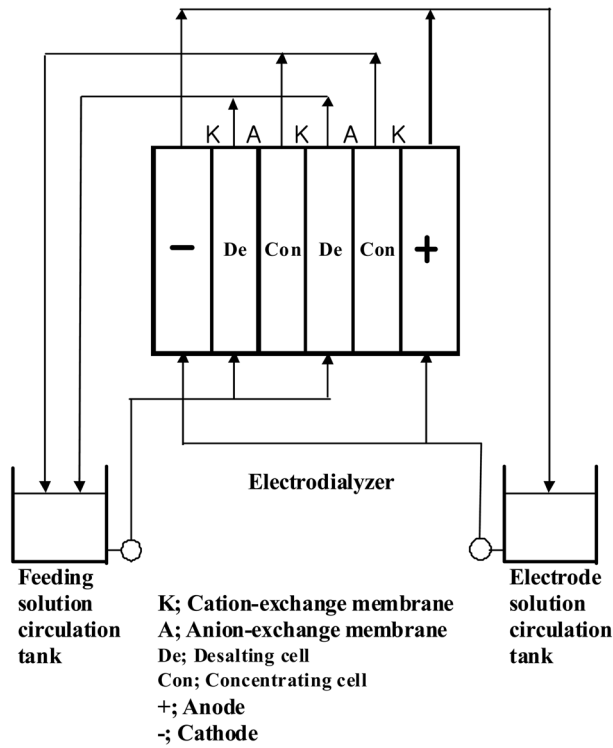 K A K A K
− De Con De Con +
Electrodialyzer
Feeding
solution
circulation
tank
Electrode
solution
circulation
tank
K; Cation-exchange membrane
A; Anion-exchange membrane
De; Desalting cell
Con; Concentrating cell
+; Anode
-; Cathode